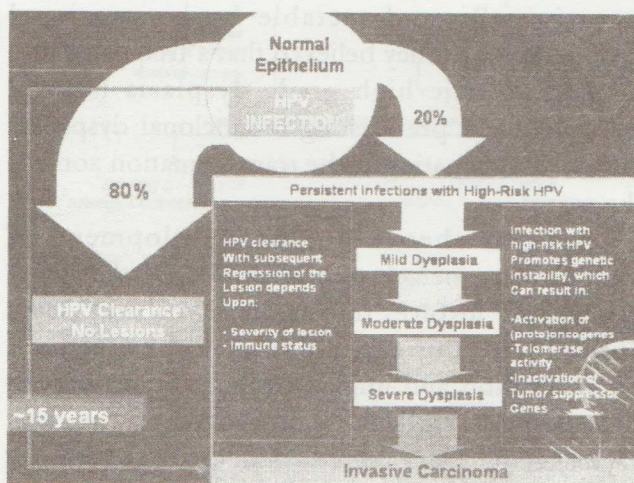 Normal
Epithelium
HPV
INFECTION
20%
80%
Persistent Infections with High-Risk HPV
HPV clearance
With subsequent
Regression of the
Lesion depends
Upon:
- Severity of lesion
- Immune status
Mild Dysplasia
Moderate Dysplasia
Severe Dysplasia
Infection with
high-risk HPV
Promotes genetic
Instability, which
Can result in:
-Activation of
(proto)oncogenes
-Telomerase
activity
-Inactivation of
Tumor suppressor
Genes
HPV Clearance
No Lesions
~15 years
Invasive Carcinoma